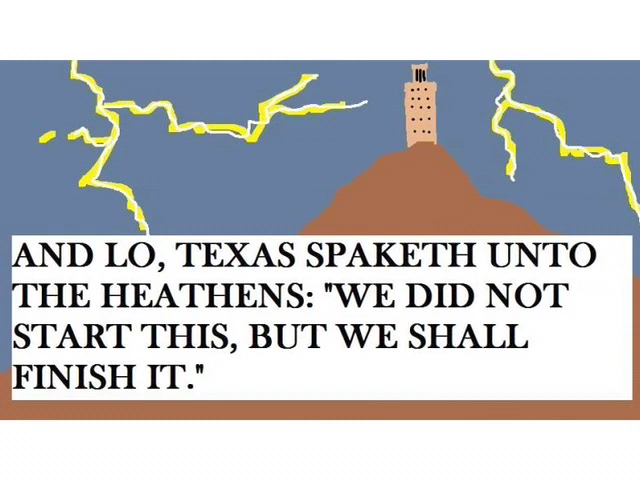 AND LO, TEXAS SPAKETH UNTO
THE HEATHENS: "WE DID NOT
START THIS, BUT WE SHALL
FINISH IT."